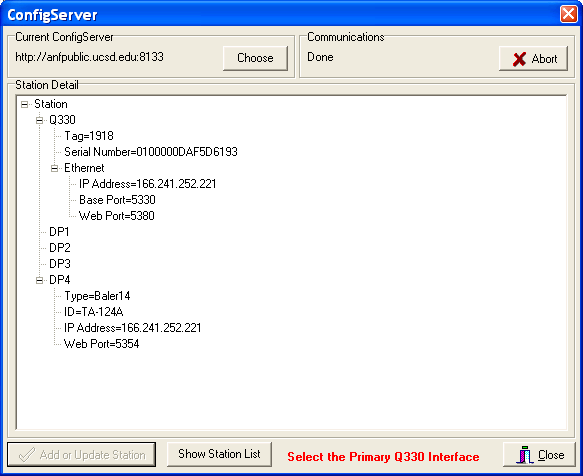 ConfigServer
Current ConfigServer
http://anfpublic.ucsd.edu:8133
Choose
Communications
Done
Abort
Station Detail
Station
Q330
Tag=1918
Serial Number=0100000DAF5D6193
Ethernet
IP Address=166.241.252.221
Base Port=5330
Web Port=5380
DP1
DP2
DP3
DP4
Type=Baler14
ID=TA-124A
IP Address=166.241.252.221
Web Port=5354
Add or Update Station
Show Station List
Select the Primary Q330 Interface
Close